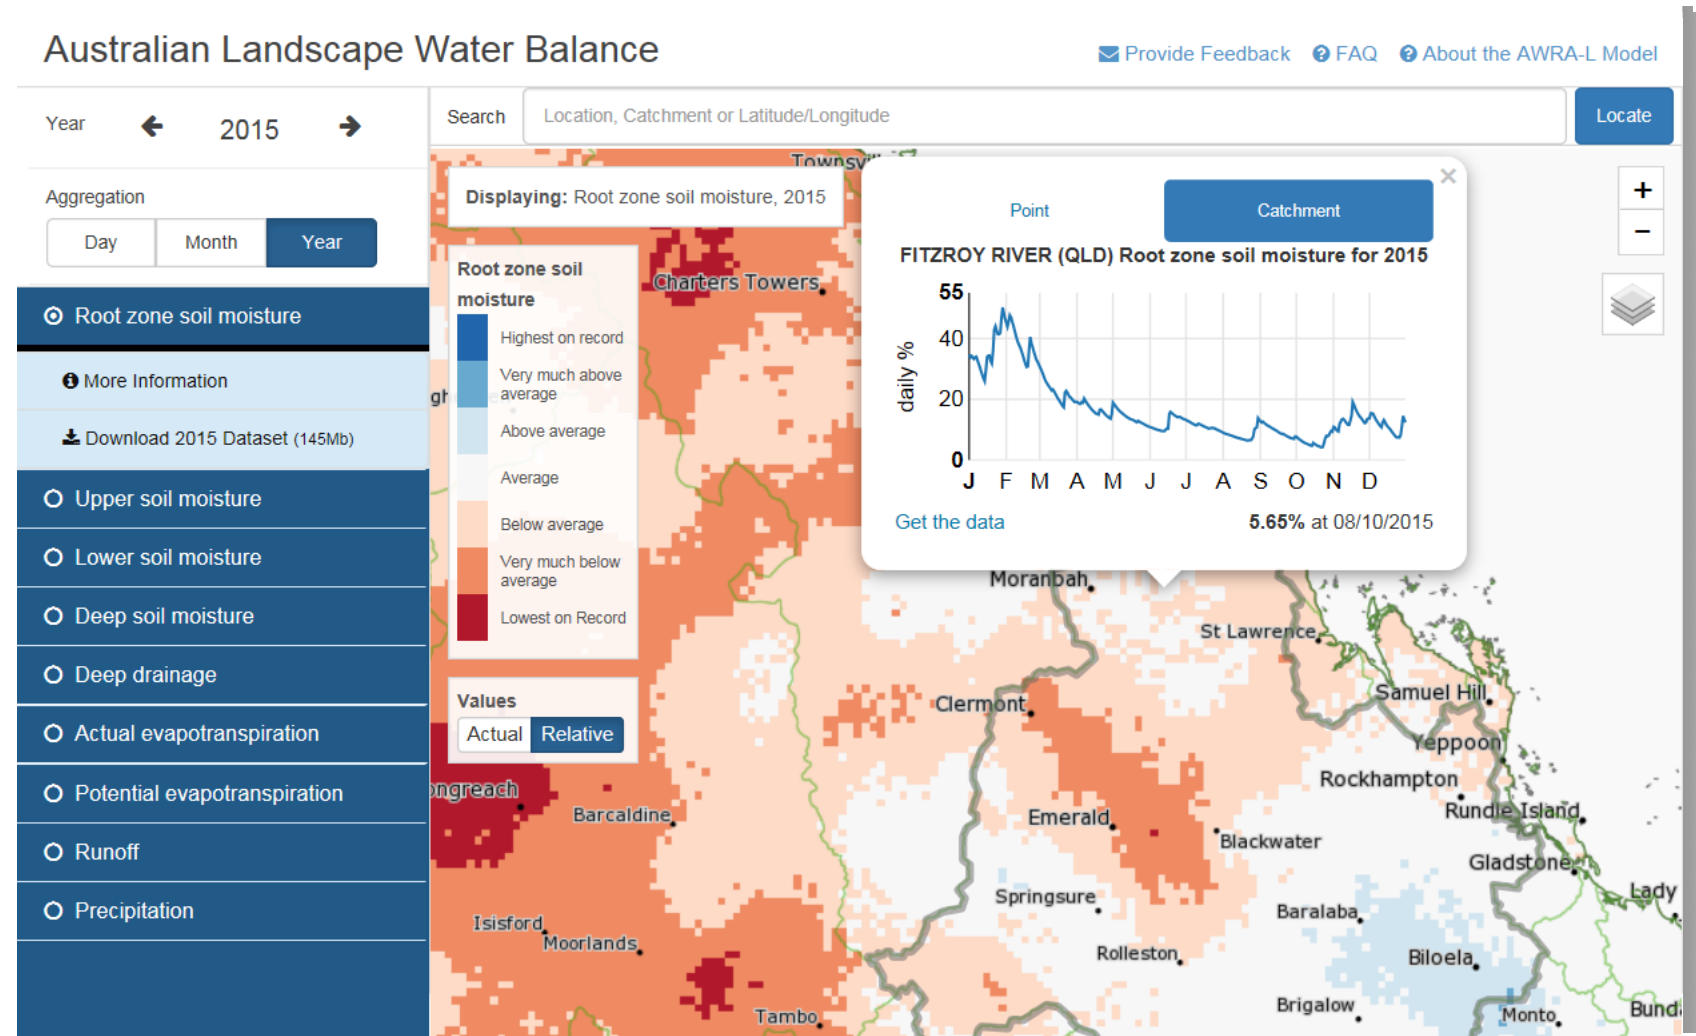 Australian Landscape Water Balance
Provide Feedback
FAQ
About the AWRA-L Model
Year
2015
Search
Location, Catchment or Latitude/Longitude
Locate
Aggregation
Day
Month
Year
Root zone soil moisture
More Information
Download 2015 Dataset (145Mb)
Upper soil moisture
Lower soil moisture
Deep soil moisture
Deep drainage
Actual evapotranspiration
Potential evapotranspiration
Runoff
Precipitation
Displaying: Root zone soil moisture, 2015
Root zone soil
moisture
Highest on record
Very much above
average
Above average
Average
Below average
Very much below
average
Lowest on Record
Values
Actual
Relative
Point
Catchment
×
FITZROY RIVER (QLD) Root zone soil moisture for 2015
55
40
20
0
daily %
J F M A M J J A S O N D
Get the data
5.65% at 08/10/2015
+
−
Townsv
Charters Towers
gh
Moranbah
St Lawrence
Clermont
Samuel Hill
Yeppoon
Rockhampton
Rundle Island
ongreach
Barcaldine
Emerald
Blackwater
Gladstone
Lady
Springsure
Baralaba
Isisford
Moorlands
Rolleston
Biloela
Brigalow
Monto
Bund
Tambo